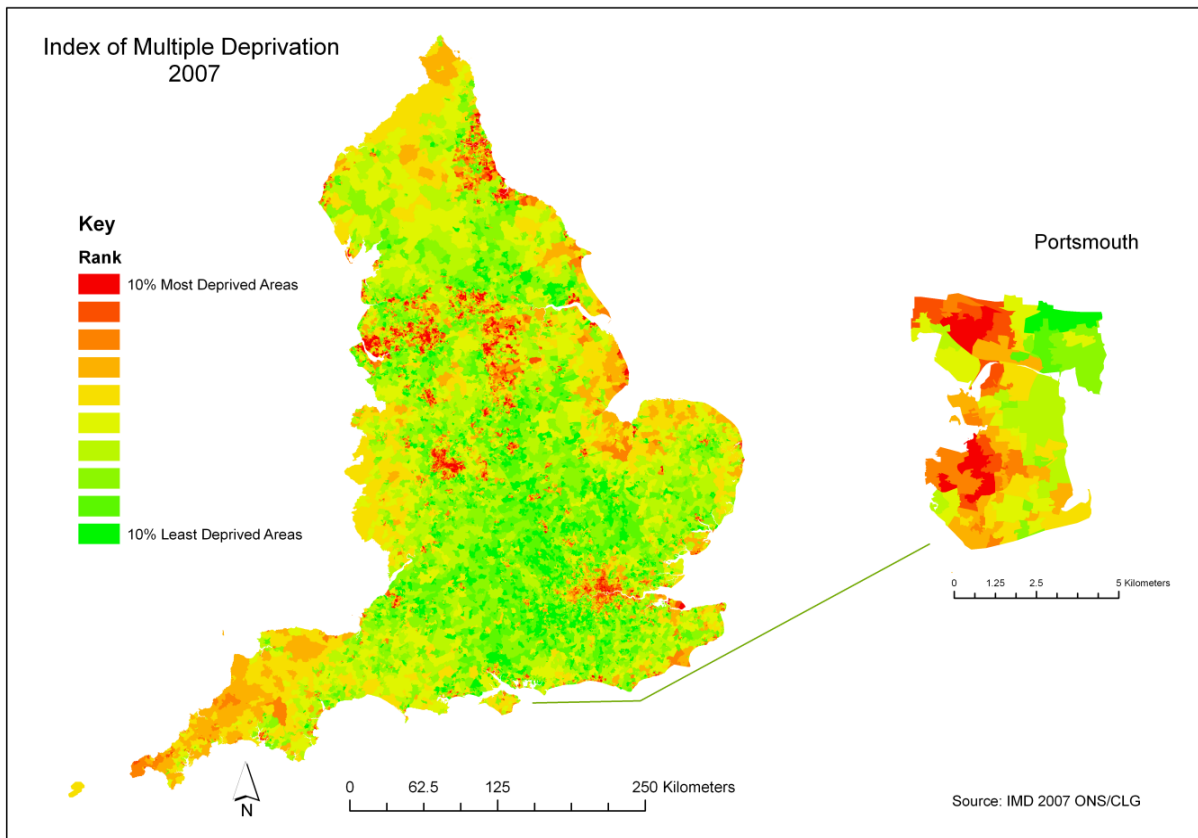 Index of Multiple Deprivation
2007
Key
Rank
10% Most Deprived Areas
10% Least Deprived Areas
Portsmouth
0 1.25 2.5 5 Kilometers
N
0 62.5 125 250 Kilometers
Source: IMD 2007 ONS/CLG